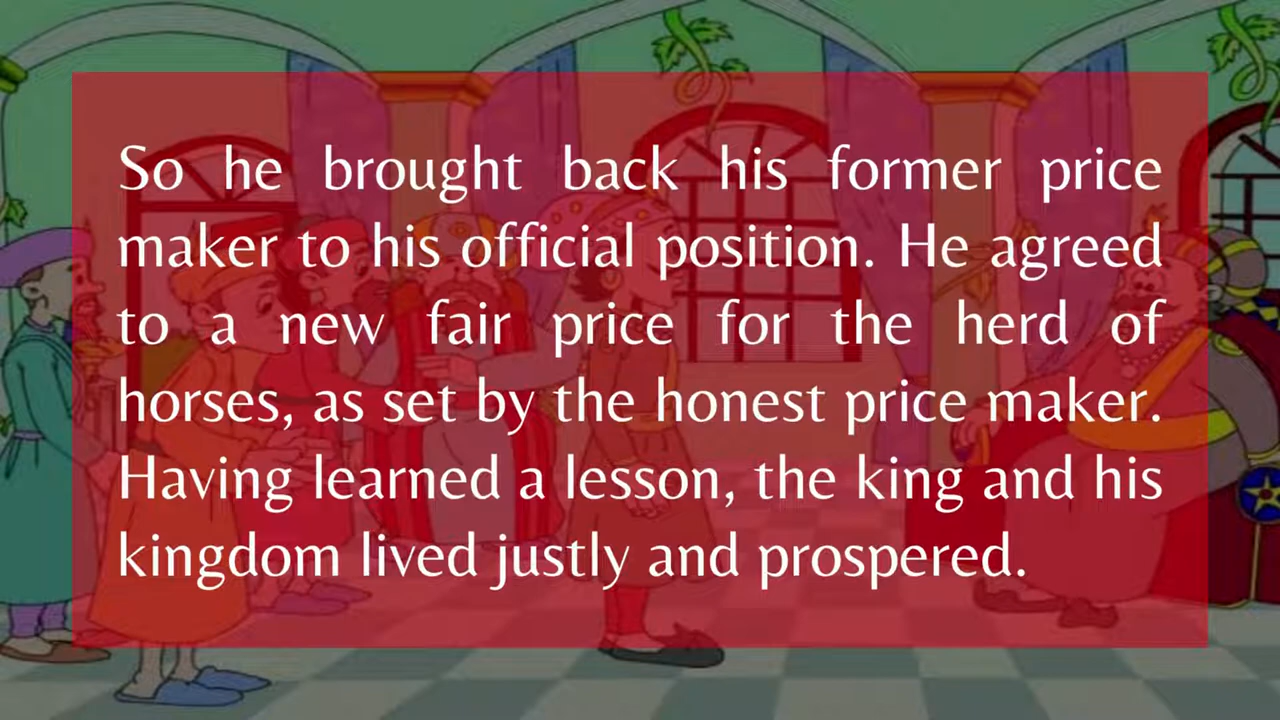 So he brought back his former price
maker to his official position. He agreed
to a new fair price for the herd of
horses, as set by the honest price maker.
Having learned a lesson, the king and his
kingdom lived justly and prospered.